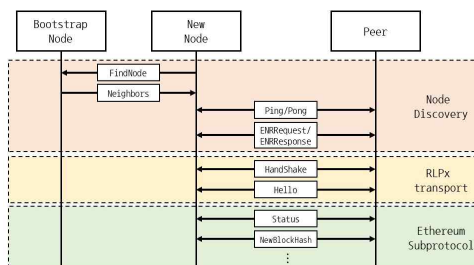 Bootstrap
Node
New
Node
Peer
FindNode
Neighbors
Ping/Pong
ENRRequest/
ENRResponse
Node
Discovery
HandShake
Hello
RLPx
transport
Status
NewBlockHash
Ethereum
Subprotocol
⋮